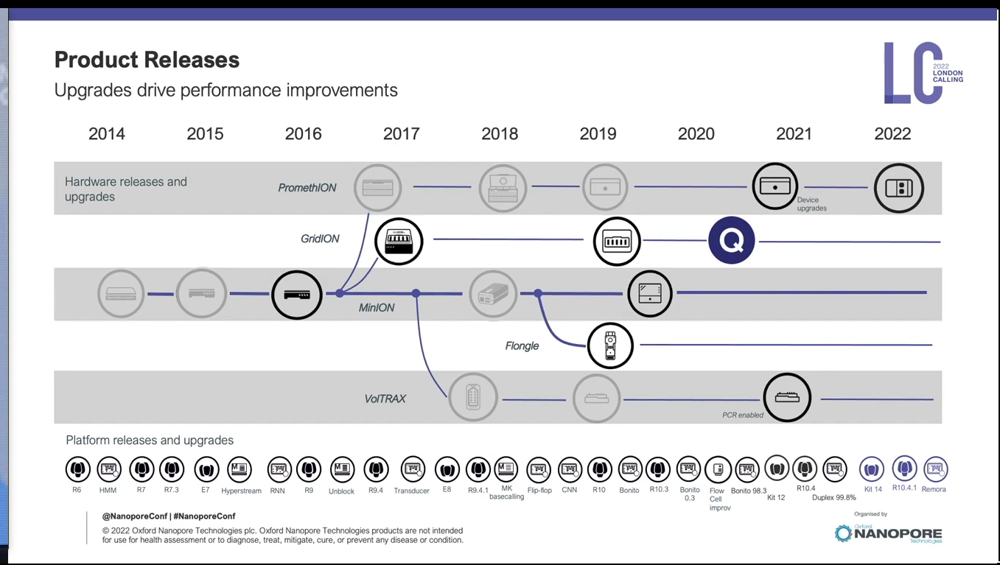 Product Releases
Upgrades drive performance improvements
LC
2022
LONDON
CALLING
2014 2015 2016 2017 2018 2019 2020 2021 2022
Hardware releases and
upgrades
PromethION
Device
upgrades
GridION
Q
MinION
Flongle
VolTRAX
PCR enabled
Platform releases and upgrades
R6 HMM R7 R7.3 E7 Hyperstream RNN R9 Unblock R9.4 Transducer E8 R9.4.1 MK
basecalling Flip-flop CNN R10 Bonito R10.3 Bonito
0.3 Flow
Cell
improv Bonito 98.3 Kit 12 R10.4 Duplex 99.8% Kit 14 R10.4.1 Remora
@NanoporeConf | #NanoporeConf
© 2022 Oxford Nanopore Technologies plc. Oxford Nanopore Technologies products are not intended
for use for health assessment or to diagnose, treat, mitigate, cure, or prevent any disease or condition.
Organised by
Oxford
NANOPORE
Technologies